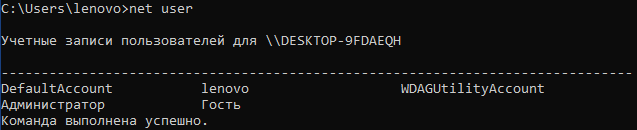 C:\Users\lenovo>net user
Учетные записи пользователей для \\DESKTOP-9FDAEQH
-------------------------------------------------------------------------------
DefaultAccount           lenovo                   WDAGUtilityAccount
Администратор            Гость
Команда выполнена успешно.